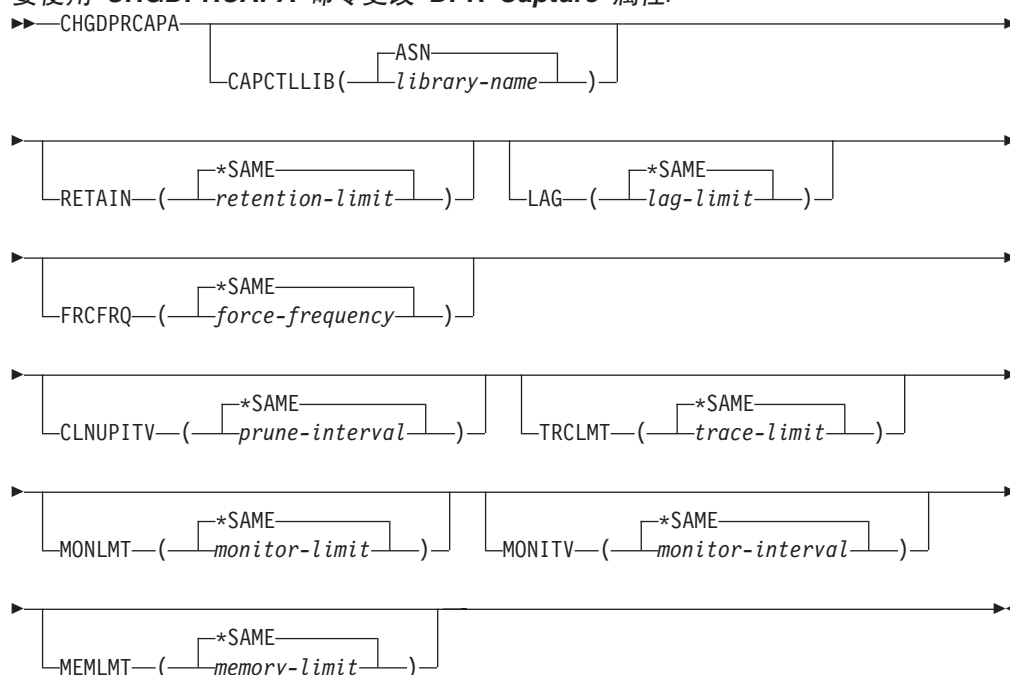 要使用 CHGDPRCAPA 命令更改 DPR Capture 属性:
CHGDPRCAPA
ASN
CAPCTLLIB( library-name )
*SAME *SAME
RETAIN ( retention-limit ) LAG ( lag-limit )
*SAME
FRCFRQ ( force-frequency )
*SAME *SAME
CLNUPITV ( prune-interval ) TRCLMT ( trace-limit )
*SAME *SAME
MONLMT ( monitor-limit ) MONITV ( monitor-interval )
*SAME
MEMLMT ( memory-limit )